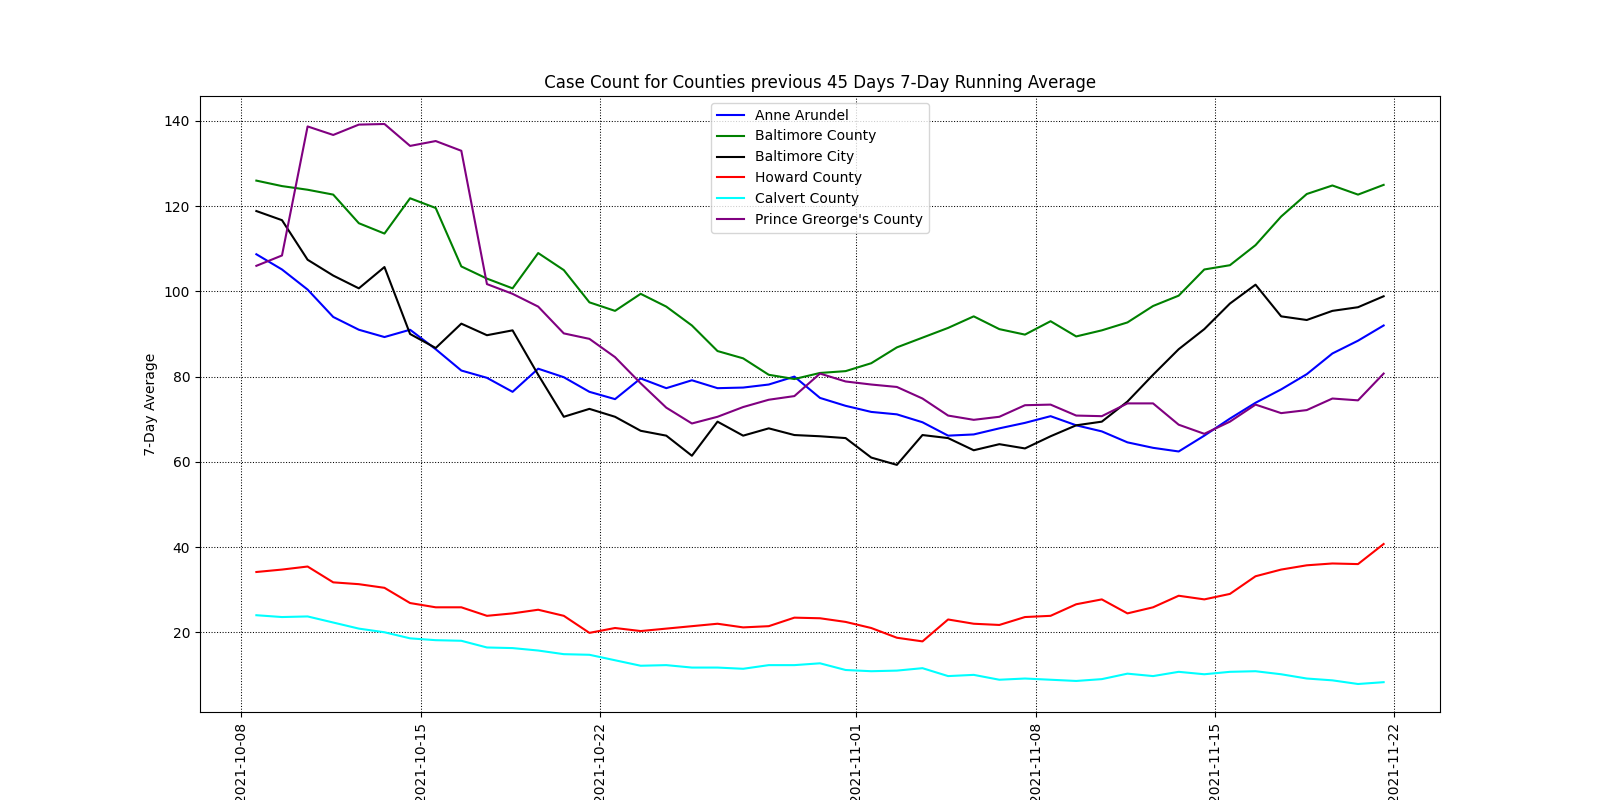 Case Count for Counties previous 45 Days 7-Day Running Average
Anne Arundel
Baltimore County
Baltimore City
Howard County
Calvert County
Prince Greorge's County
7-Day Average
140
120
100
80
60
40
20
2021-10-08
2021-10-15
2021-10-22
2021-11-01
2021-11-08
2021-11-15
2021-11-22